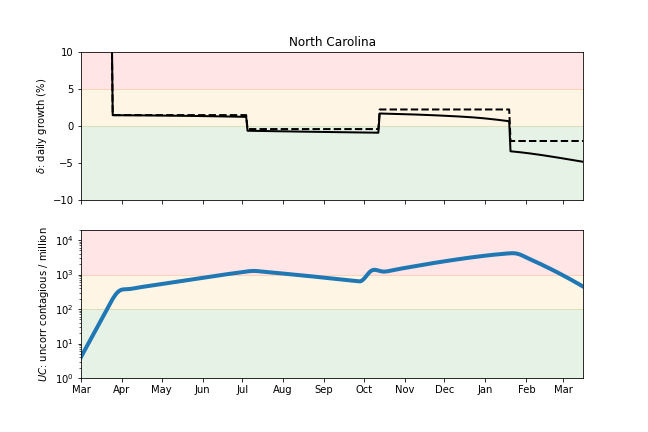 North Carolina
δ: daily growth (%)
10
5
0
−5
−10
UC: uncorr contagious / million
10⁴
10³
10²
10¹
10⁰
Mar Apr May Jun Jul Aug Sep Oct Nov Dec Jan Feb Mar